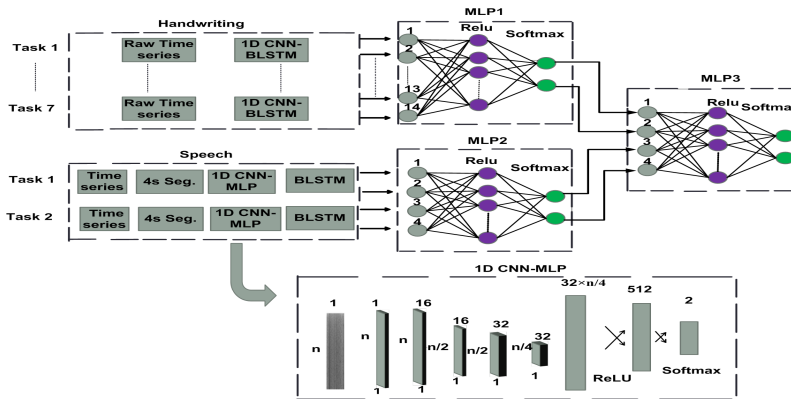 Handwriting
Task 1
Raw Time series
1D CNN-BLSTM
Task 7
Raw Time series
1D CNN-BLSTM
MLP1
Relu
Softmax
1
2
13
14
Speech
Task 1
Time series
4s Seg.
1D CNN-MLP
BLSTM
Task 2
Time series
4s Seg.
1D CNN-MLP
BLSTM
MLP2
Relu
Softmax
1
2
3
4
MLP3
Relu
Softma
1
2
3
4
1D CNN-MLP
1
n
1
n
1
16
n
1
16
n/2
1
32
n/2
1
32
n/4
1
32×n/4
ReLU
512
2
Softmax